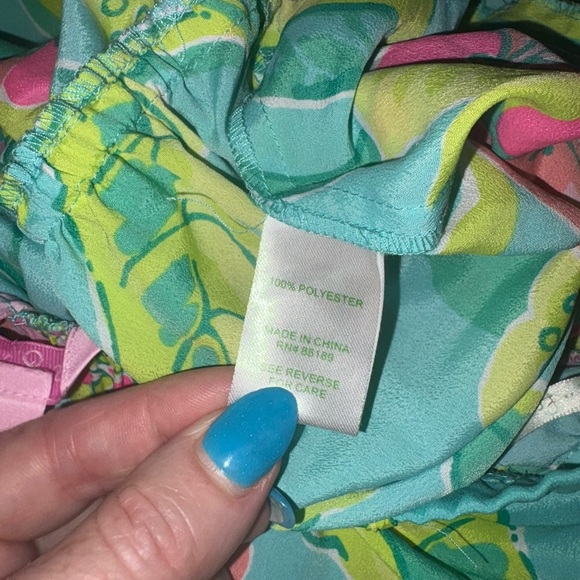 100% POLYESTER
MADE IN CHINA
RN# 88189
SEE REVERSE
FOR CARE